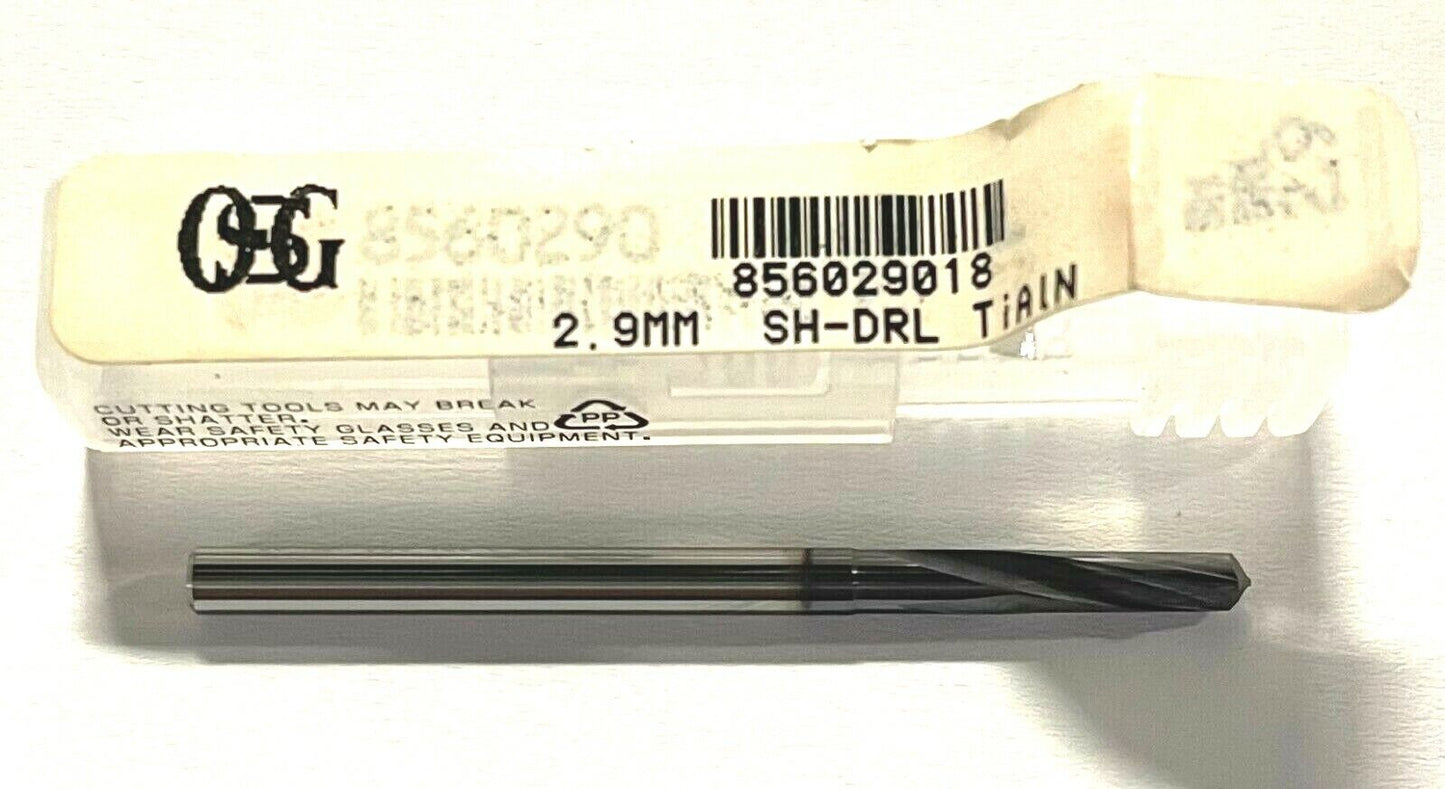 OSG 8560290
856029018
2.9MM SH-DRL TiAlN
CUTTING TOOLS MAY BREAK
OR SHATTER.
WEAR SAFETY GLASSES AND
APPROPRIATE SAFETY EQUIPMENT.
PP